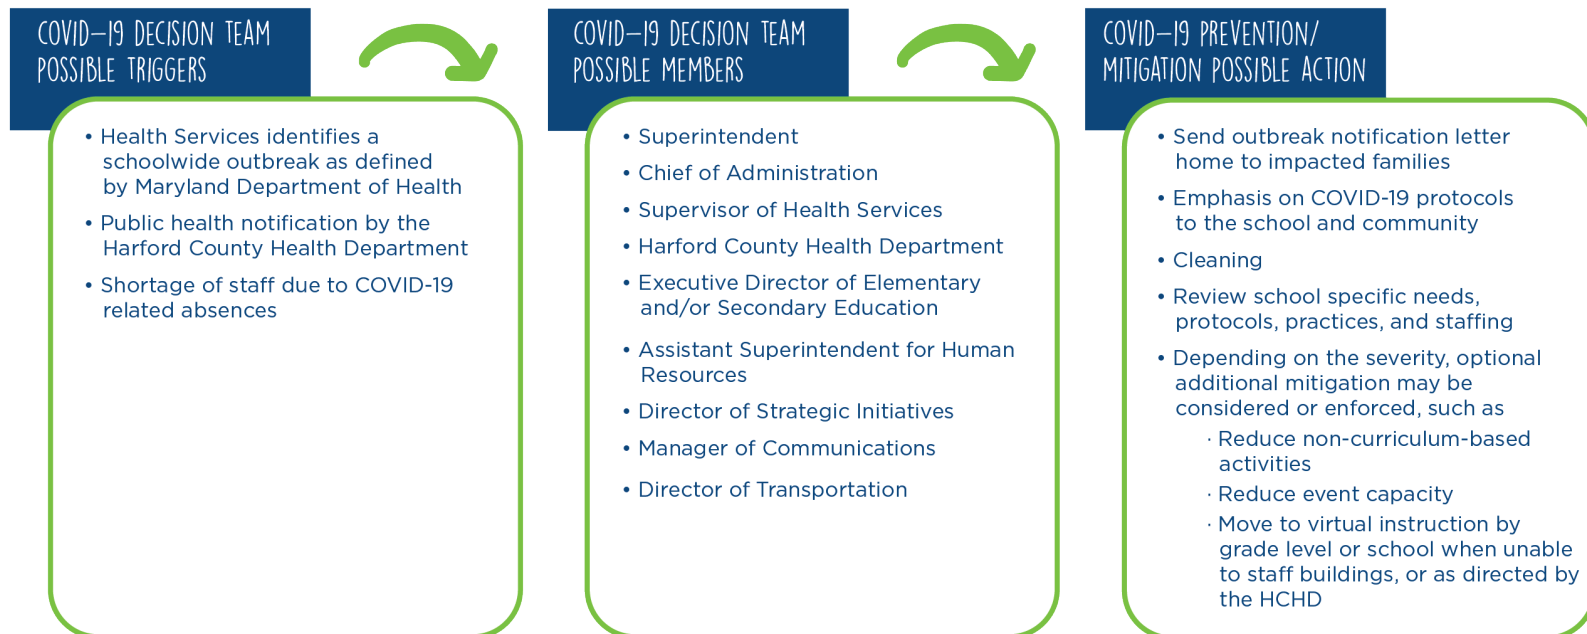 COVID-19 DECISION TEAM
POSSIBLE TRIGGERS
• Health Services identifies a
schoolwide outbreak as defined
by Maryland Department of Health
• Public health notification by the
Harford County Health Department
• Shortage of staff due to COVID-19
related absences
COVID-19 DECISION TEAM
POSSIBLE MEMBERS
• Superintendent
• Chief of Administration
• Supervisor of Health Services
• Harford County Health Department
• Executive Director of Elementary
and/or Secondary Education
• Assistant Superintendent for Human
Resources
• Director of Strategic Initiatives
• Manager of Communications
• Director of Transportation
COVID-19 PREVENTION/
MITIGATION POSSIBLE ACTION
• Send outbreak notification letter
home to impacted families
• Emphasis on COVID-19 protocols
to the school and community
• Cleaning
• Review school specific needs,
protocols, practices, and staffing
• Depending on the severity, optional
additional mitigation may be
considered or enforced, such as
· Reduce non-curriculum-based
activities
· Reduce event capacity
· Move to virtual instruction by
grade level or school when unable
to staff buildings, or as directed by
the HCHD